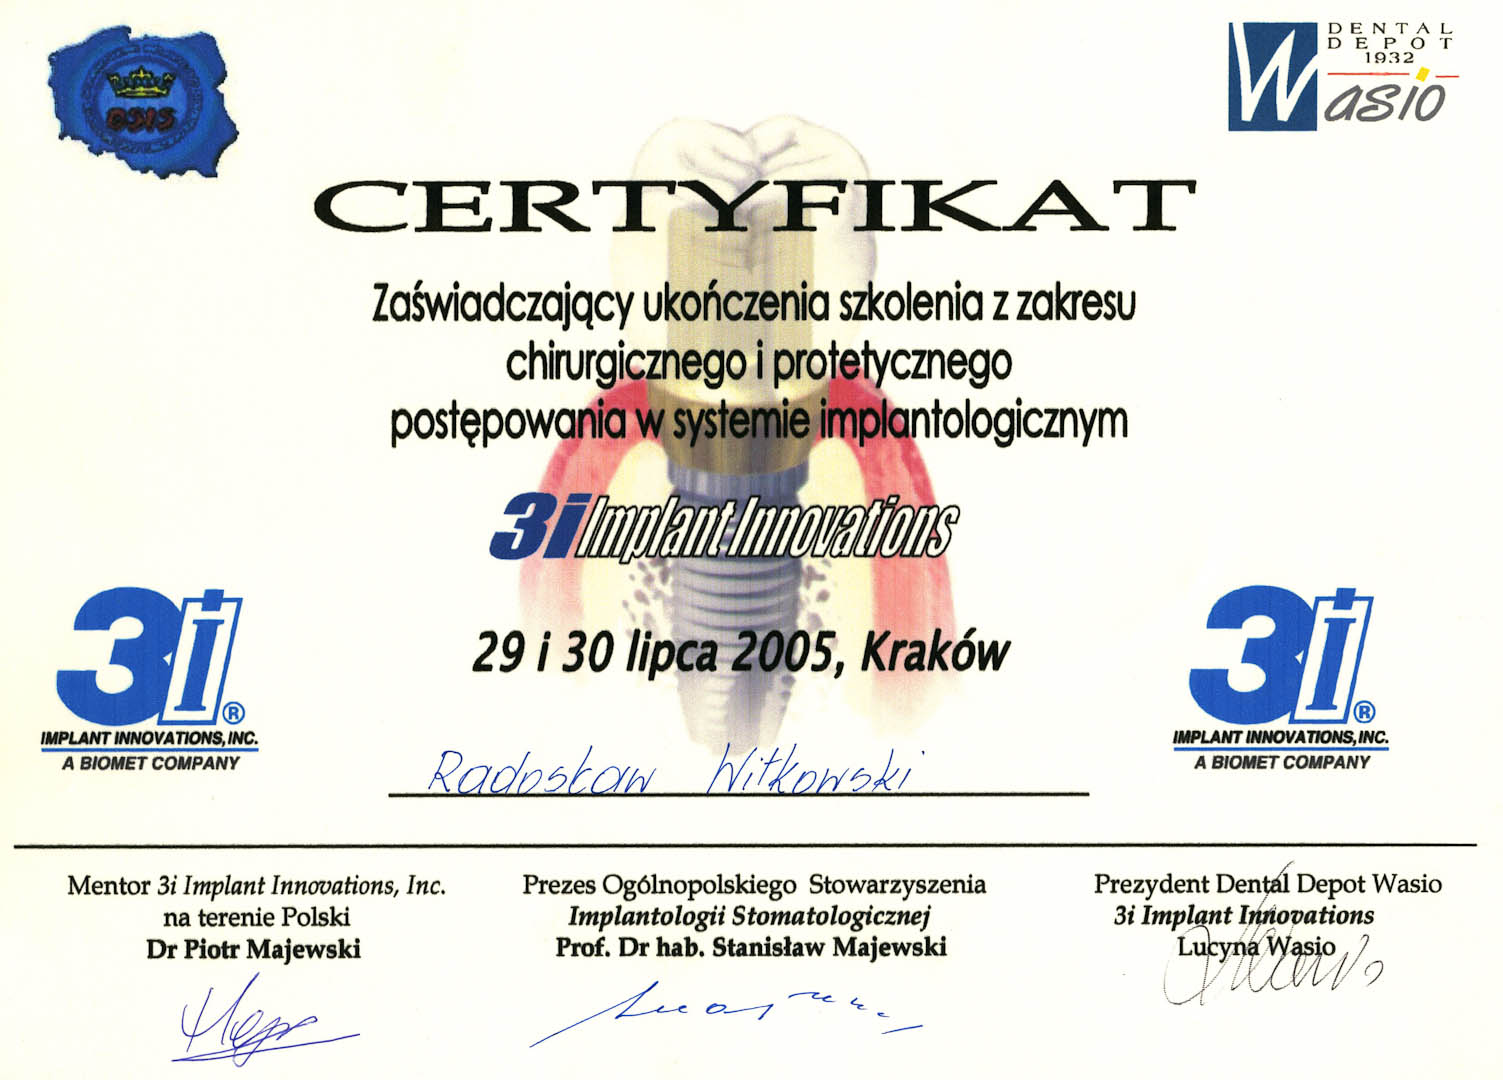 OSIS
DENTAL
DEPOT
1932
Wasio
CERTYFIKAT
Zaświadczający ukończenia szkolenia z zakresu
chirurgicznego i protetycznego
postępowania w systemie implantologicznym
3i Implant Innovations
29 i 30 lipca 2005, Kraków
3i®
IMPLANT INNOVATIONS, INC.
A BIOMET COMPANY
3i®
IMPLANT INNOVATIONS, INC.
A BIOMET COMPANY
Radosław Witkowski
Mentor 3i Implant Innovations, Inc.
na terenie Polski
Dr Piotr Majewski
Prezes Ogólnopolskiego Stowarzyszenia
Implantologii Stomatologicznej
Prof. Dr hab. Stanisław Majewski
Prezydent Dental Depot Wasio
3i Implant Innovations
Lucyna Wasio